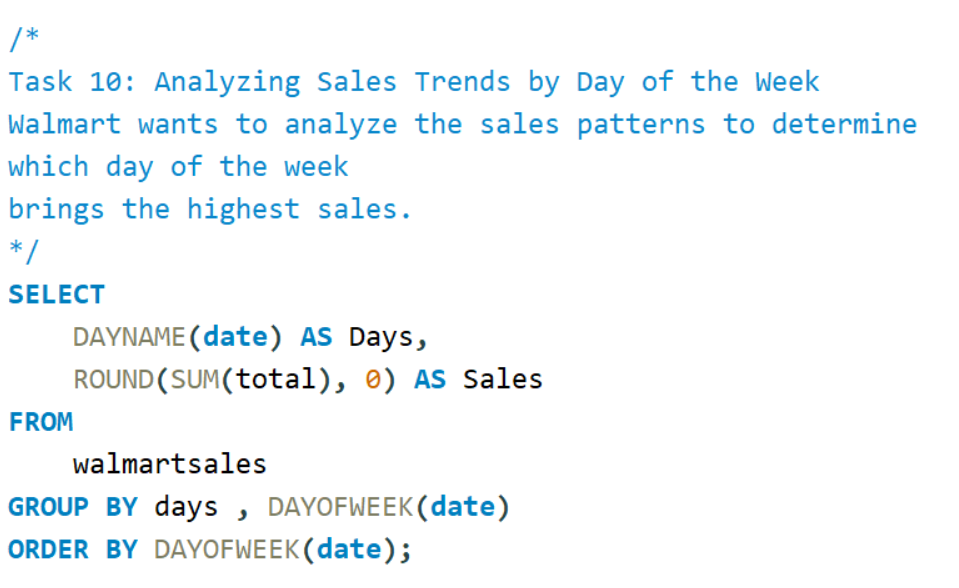 /*
Task 10: Analyzing Sales Trends by Day of the Week
Walmart wants to analyze the sales patterns to determine
which day of the week
brings the highest sales.
*/
SELECT
    DAYNAME(date) AS Days,
    ROUND(SUM(total), 0) AS Sales
FROM
    walmartsales
GROUP BY days , DAYOFWEEK(date)
ORDER BY DAYOFWEEK(date);